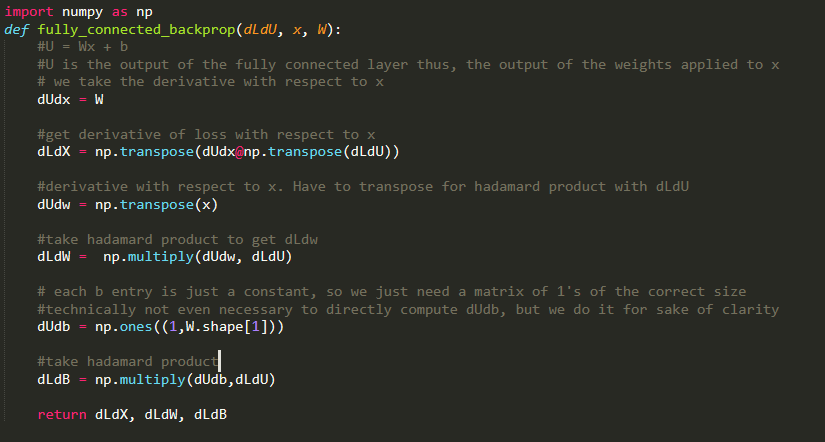 import numpy as np
def fully_connected_backprop(dLdU, x, W):
#U = Wx + b
#U is the output of the fully connected layer thus, the output of the weights applied to x
# we take the derivative with respect to x
dUdx = W
#get derivative of loss with respect to x
dLdX = np.transpose(dUdx@np.transpose(dLdU))
#derivative with respect to x. Have to transpose for hadamard product with dLdU
dUdw = np.transpose(x)
#take hadamard product to get dLdw
dLdW =  np.multiply(dUdw, dLdU)
# each b entry is just a constant, so we just need a matrix of 1's of the correct size
#technically not even necessary to directly compute dUdb, but we do it for sake of clarity
dUdb = np.ones((1,W.shape[1]))
#take hadamard product
dLdB = np.multiply(dUdb,dLdU)
return dLdX, dLdW, dLdB